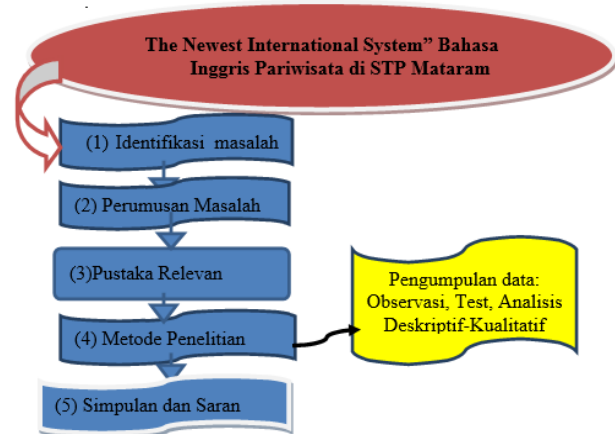 The Newest International System” Bahasa
Inggris Pariwisata di STP Mataram
(1) Identifikasi masalah
(2) Perumusan Masalah
(3)Pustaka Relevan
(4) Metode Penelitian
Pengumpulan data:
Observasi, Test, Analisis
Deskriptif-Kualitatif
(5) Simpulan dan Saran